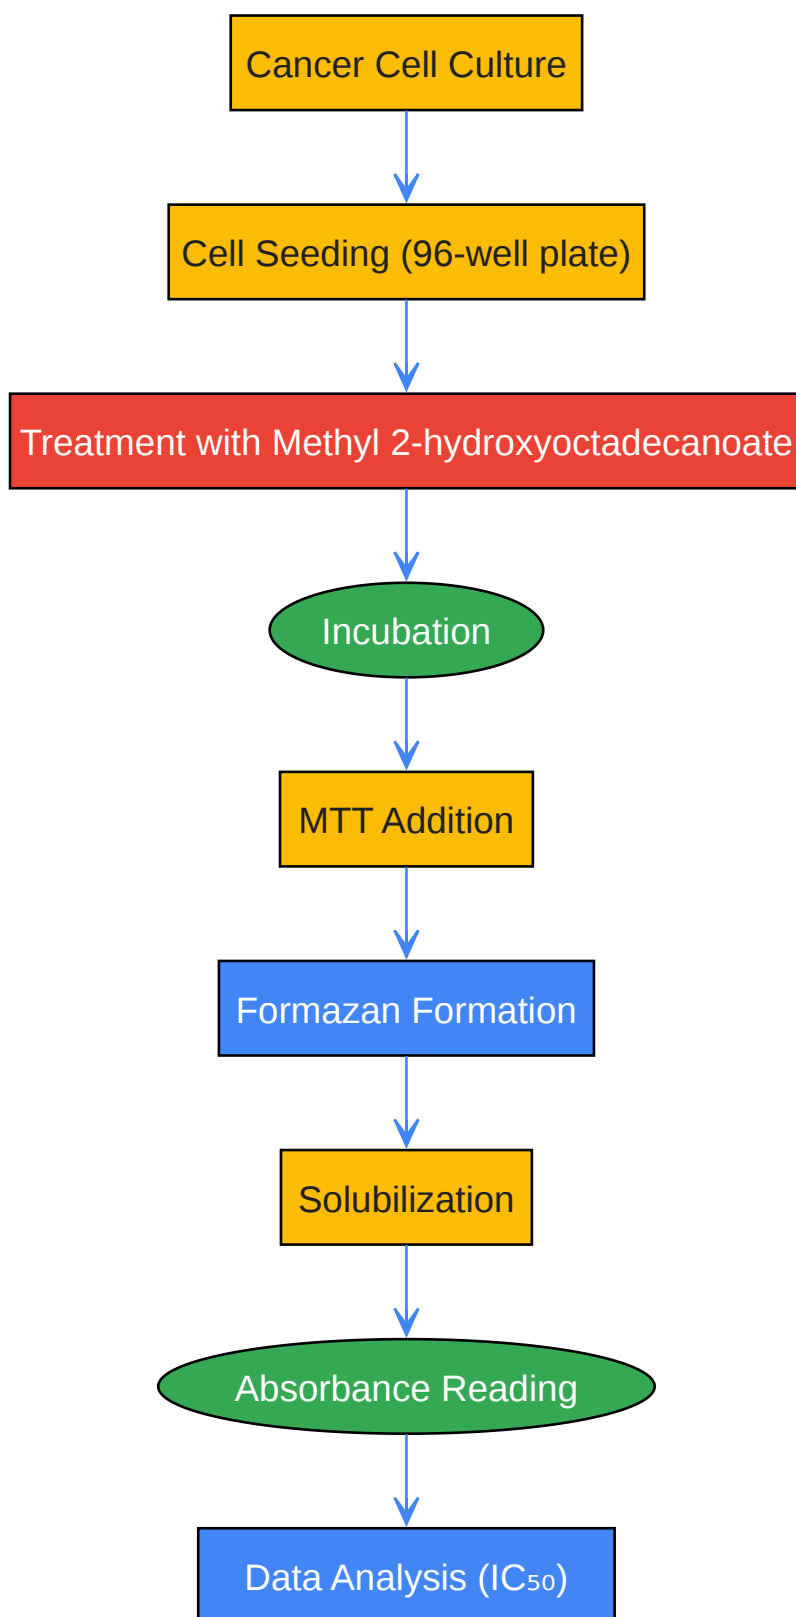 Cancer Cell Culture
Cell Seeding (96-well plate)
Treatment with Methyl 2-hydroxyoctadecanoate
Incubation
MTT Addition
Formazan Formation
Solubilization
Absorbance Reading
Data Analysis (IC₅₀)